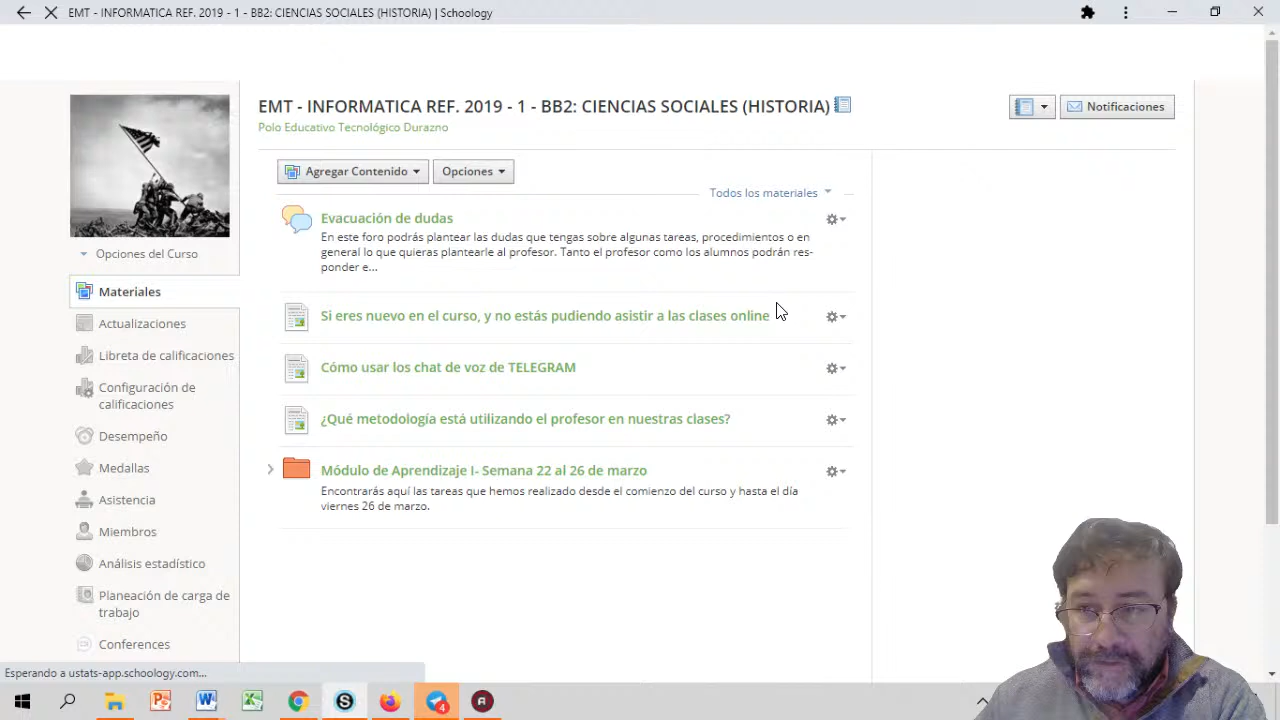 EMT - INFORMATICA REF. 2019 - 1 - BB2: CIENCIAS SOCIALES (HISTORIA) | Schoology
EMT - INFORMATICA REF. 2019 - 1 - BB2: CIENCIAS SOCIALES (HISTORIA)
Notificaciones
Polo Educativo Tecnológico Durazno
Agregar Contenido
Opciones
Todos los materiales
Evacuación de dudas
En este foro podrás plantear las dudas que tengas sobre algunas tareas, procedimientos o en
general lo que quieras plantearle al profesor. Tanto el profesor como los alumnos podrán res-
ponder e...
Si eres nuevo en el curso, y no estás pudiendo asistir a las clases online
Cómo usar los chat de voz de TELEGRAM
¿Qué metodología está utilizando el profesor en nuestras clases?
Módulo de Aprendizaje I- Semana 22 al 26 de marzo
Encontrarás aquí las tareas que hemos realizado desde el comienzo del curso y hasta el día
viernes 26 de marzo.
Opciones del Curso
Materiales
Actualizaciones
Libreta de calificaciones
Configuración de
calificaciones
Desempeño
Medallas
Asistencia
Miembros
Análisis estadístico
Planeación de carga de
trabajo
Conferences
Esperando a ustats-app.schoology.com...
4